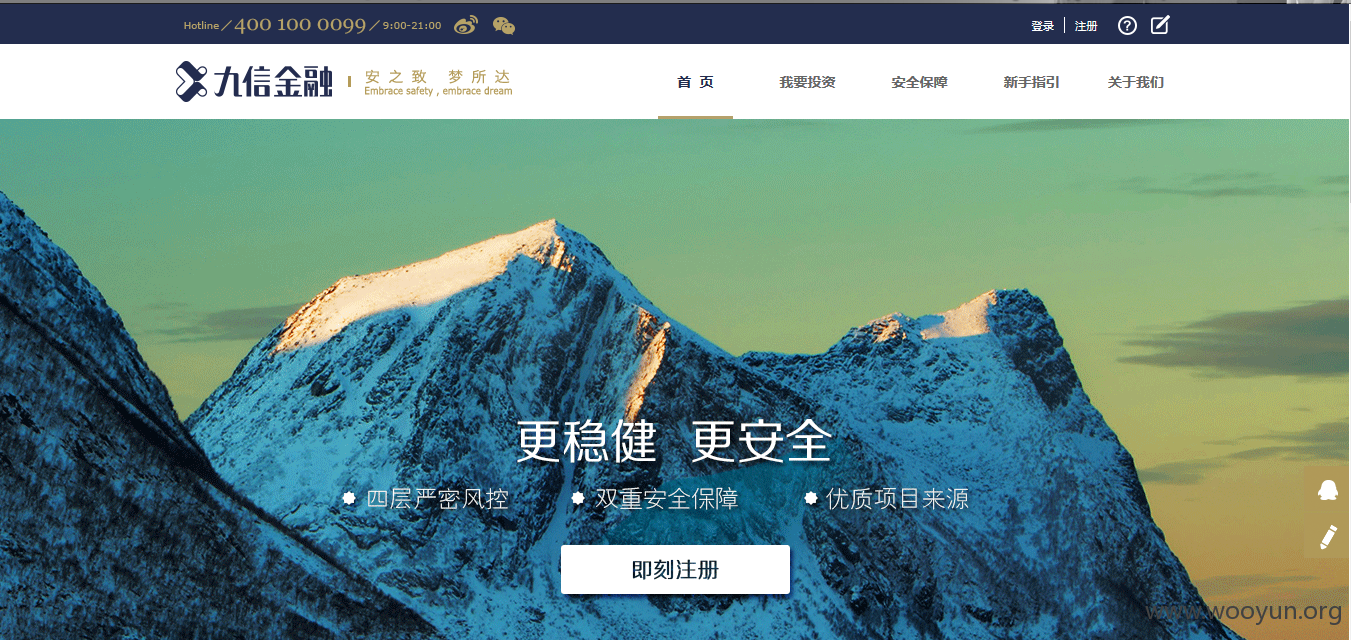 Hotline / 400 100 0099 / 9:00-21:00
登录 | 注册
九信金融
安之致 梦所达
Embrace safety , embrace dream
首 页 我要投资 安全保障 新手指引 关于我们
更稳健 更安全
四层严密风控 双重安全保障 优质项目来源
即刻注册
www.wooyun.org